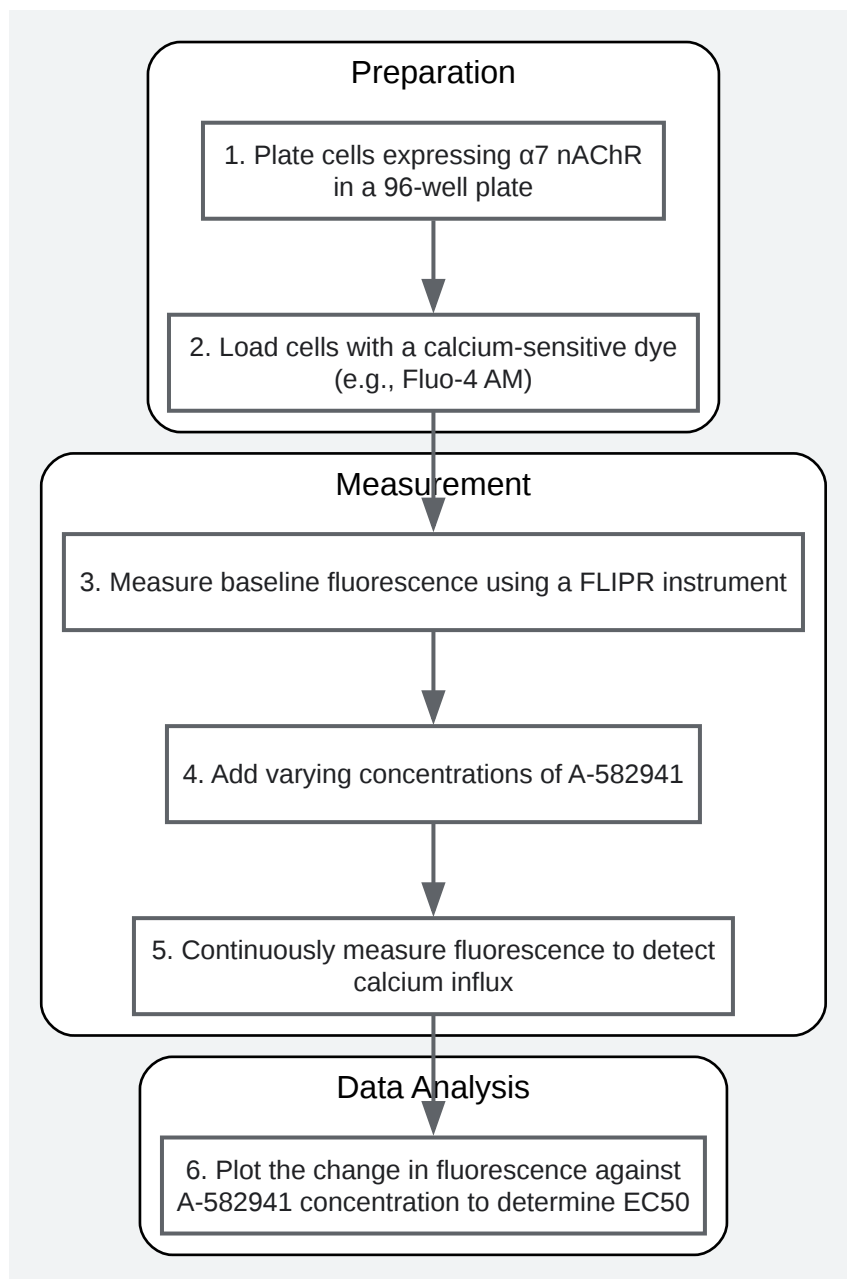 Preparation
1. Plate cells expressing α7 nAChR
in a 96-well plate
2. Load cells with a calcium-sensitive dye
(e.g., Fluo-4 AM)
Measurement
3. Measure baseline fluorescence using a FLIPR instrument
4. Add varying concentrations of A-582941
5. Continuously measure fluorescence to detect
calcium influx
Data Analysis
6. Plot the change in fluorescence against
A-582941 concentration to determine EC50